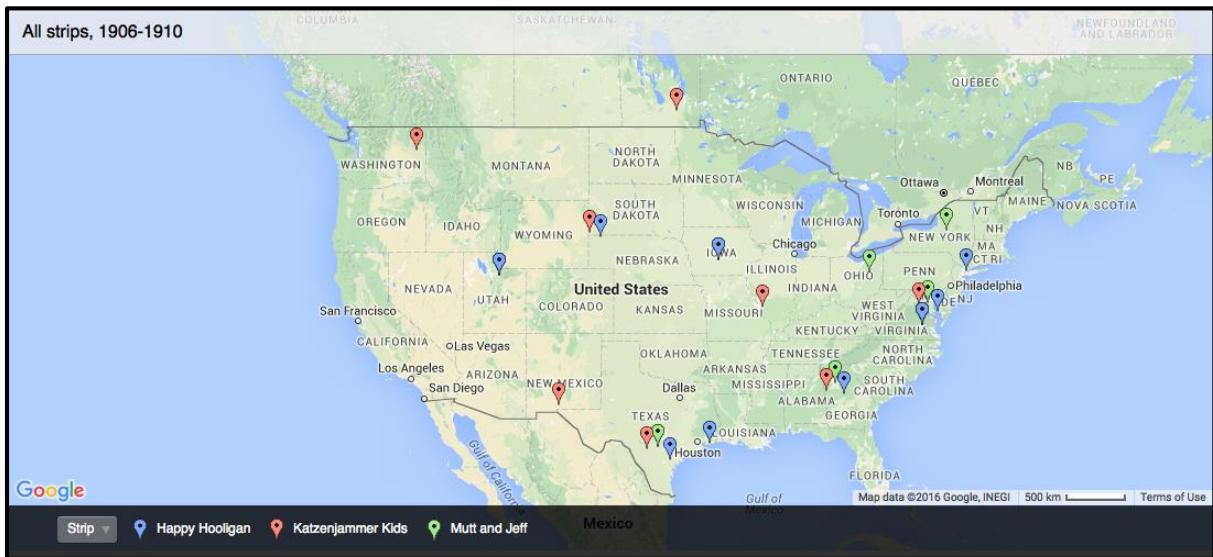 All strips, 1906-1910
COLUMBIA
SASKATCHEWAN
NEWFOUNDLAND
AND LABRADOR
ONTARIO
QUÉBEC
WASHINGTON
MONTANA
NORTH
DAKOTA
MINNESOTA
Ottawa
Montreal
NB
PE
MAINE
NOVA SCOTIA
OREGON
IDAHO
WYOMING
SOUTH
DAKOTA
WISCONSIN
MICHIGAN
Toronto
VT
NH
NEW YORK
MA
CT RI
IOWA
Chicago
NEBRASKA
ILLINOIS
INDIANA
OHIO
PENN
Philadelphia
DE NJ
NEVADA
UTAH
COLORADO
United States
KANSAS
MISSOURI
WEST
VIRGINIA
KENTUCKY
VIRGINIA
San Francisco
CALIFORNIA
Las Vegas
OKLAHOMA
TENNESSEE
NORTH
CAROLINA
Los Angeles
ARIZONA
NEW MEXICO
ARKANSAS
MISSISSIPPI
SOUTH
CAROLINA
San Diego
Dallas
ALABAMA
GEORGIA
TEXAS
LOUISIANA
Houston
Gulf of California
FLORIDA
Google
Gulf of
Mexico
Map data ©2016 Google, INEGI
500 km
Terms of Use
Mexico
Strip
Happy Hooligan
Katzenjammer Kids
Mutt and Jeff